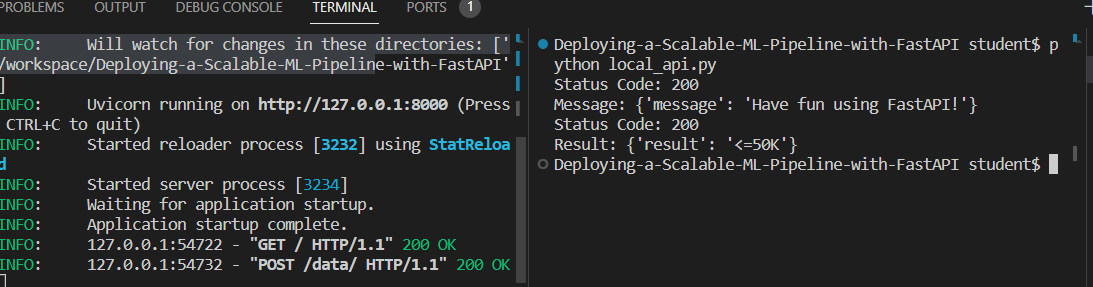 PROBLEMS OUTPUT DEBUG CONSOLE TERMINAL PORTS 1
INFO: Will watch for changes in these directories: ['
/workspace/Deploying-a-Scalable-ML-Pipeline-with-FastAPI'
]
INFO: Uvicorn running on http://127.0.0.1:8000 (Press
CTRL+C to quit)
INFO: Started reloader process [3232] using StatReloa
d
INFO: Started server process [3234]
INFO: Waiting for application startup.
INFO: Application startup complete.
INFO: 127.0.0.1:54722 - "GET / HTTP/1.1" 200 OK
INFO: 127.0.0.1:54732 - "POST /data/ HTTP/1.1" 200 OK
Deploying-a-Scalable-ML-Pipeline-with-FastAPI student$ p
ython local_api.py
Status Code: 200
Message: {'message': 'Have fun using FastAPI!'}
Status Code: 200
Result: {'result': '<=50K'}
Deploying-a-Scalable-ML-Pipeline-with-FastAPI student$